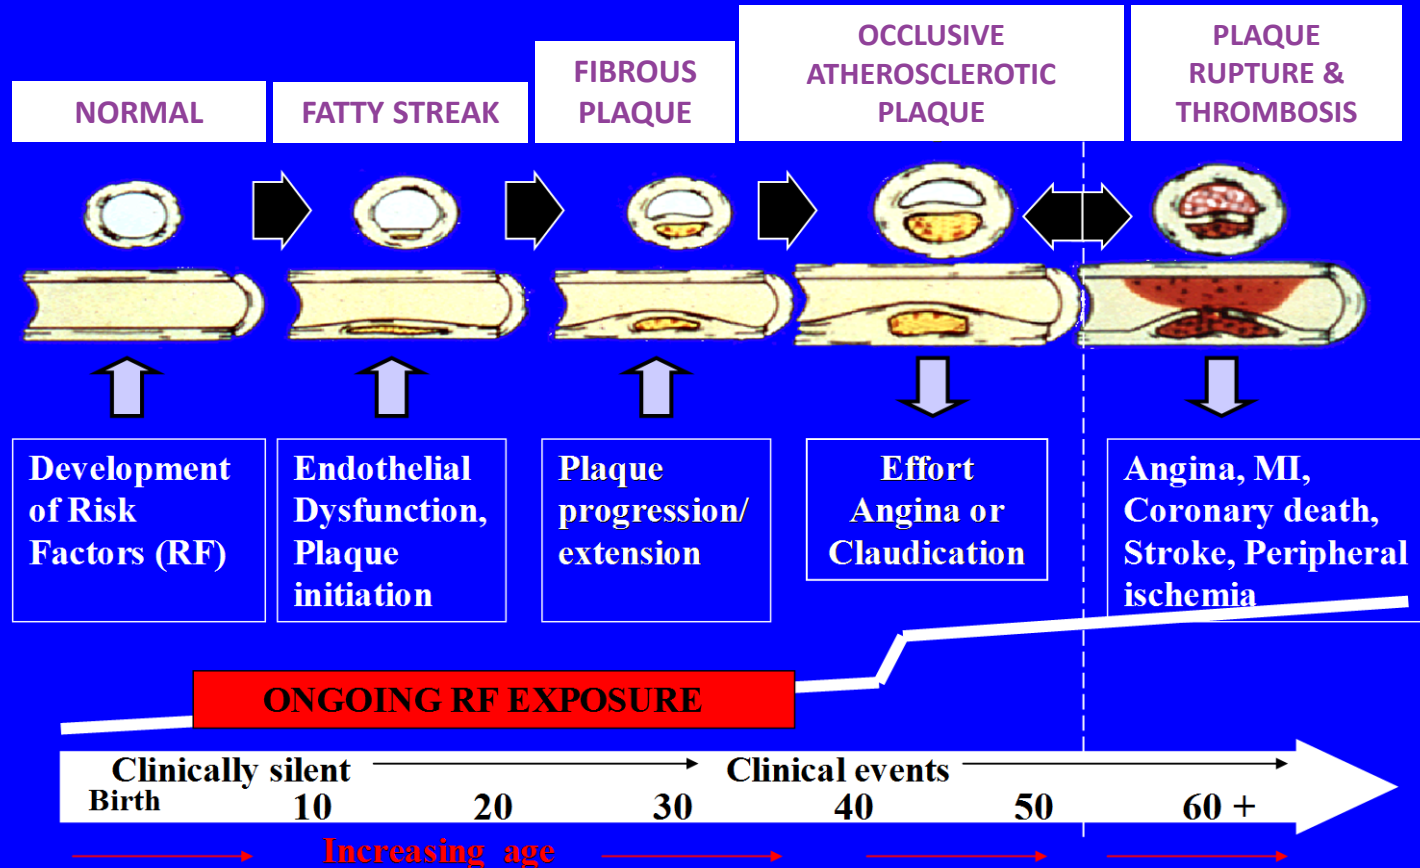 NORMAL
FATTY STREAK
FIBROUS
PLAQUE
OCCLUSIVE
ATHEROSCLEROTIC
PLAQUE
PLAQUE
RUPTURE &
THROMBOSIS
Development
of Risk
Factors (RF)
Endothelial
Dysfunction,
Plaque
initiation
Plaque
progression/
extension
Effort
Angina or
Claudication
Angina, MI,
Coronary death,
Stroke, Peripheral
ischemia
ONGOING RF EXPOSURE
Clinically silent
Clinical events
Birth 10 20 30 40 50 60 +
Increasing age